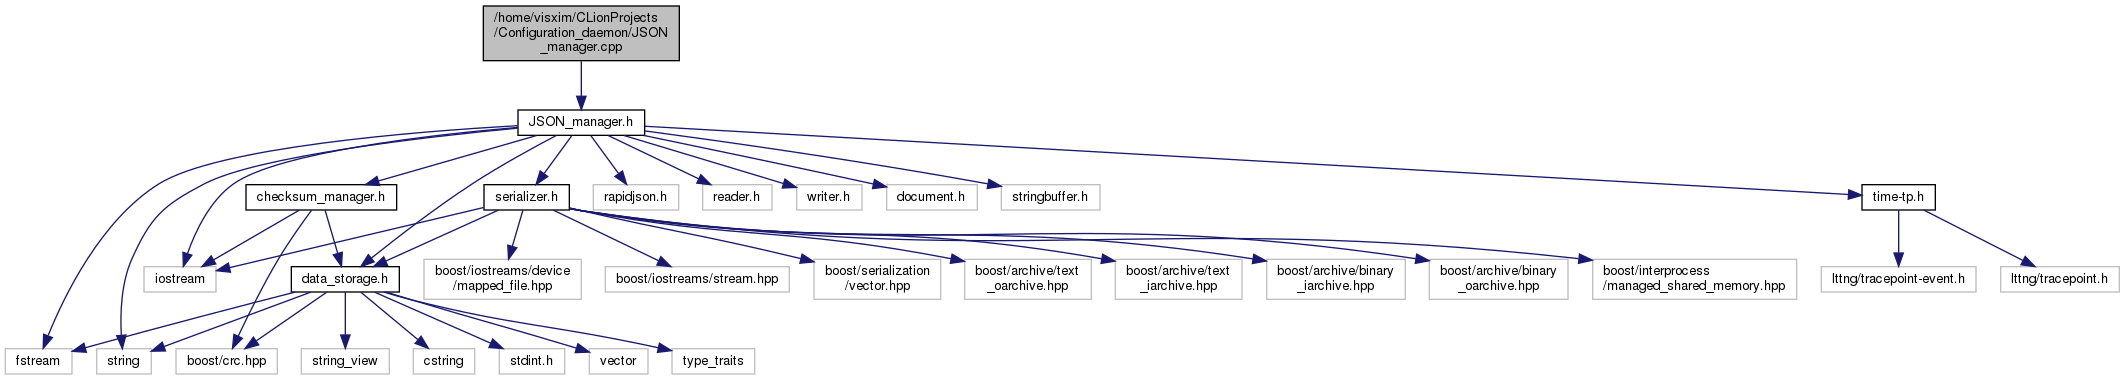 /home/visxim/CLionProjects
/Configuration_daemon/JSON
_manager.cpp
JSON_manager.h
checksum_manager.h
serializer.h
rapidjson.h
reader.h
writer.h
document.h
stringbuffer.h
time-tp.h
iostream
data_storage.h
boost/iostreams/device
/mapped_file.hpp
boost/iostreams/stream.hpp
boost/serialization
/vector.hpp
boost/archive/text
_oarchive.hpp
boost/archive/text
_iarchive.hpp
boost/archive/binary
_iarchive.hpp
boost/archive/binary
_oarchive.hpp
boost/interprocess
/managed_shared_memory.hpp
lttng/tracepoint-event.h
lttng/tracepoint.h
fstream
string
boost/crc.hpp
string_view
cstring
stdint.h
vector
type_traits